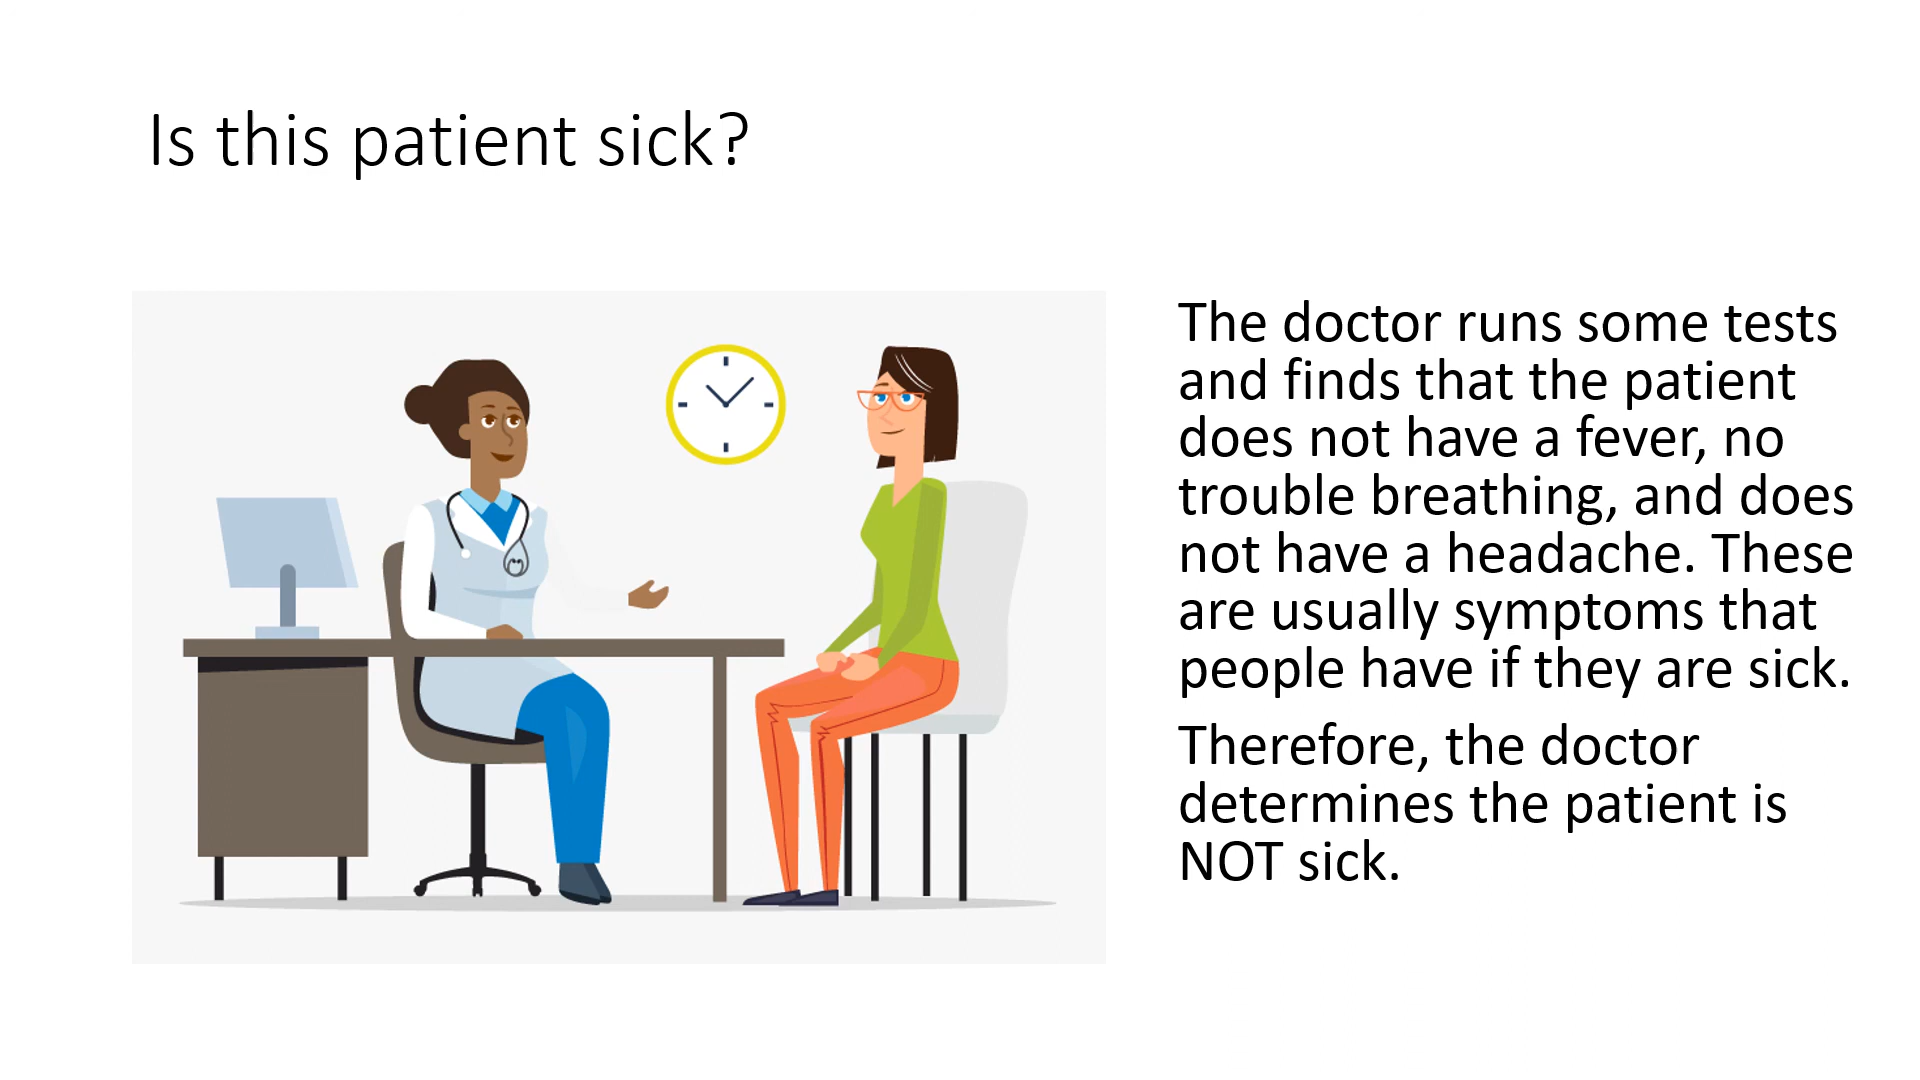 Is this patient sick?
The doctor runs some tests
and finds that the patient
does not have a fever, no
trouble breathing, and does
not have a headache. These
are usually symptoms that
people have if they are sick.
Therefore, the doctor
determines the patient is
NOT sick.